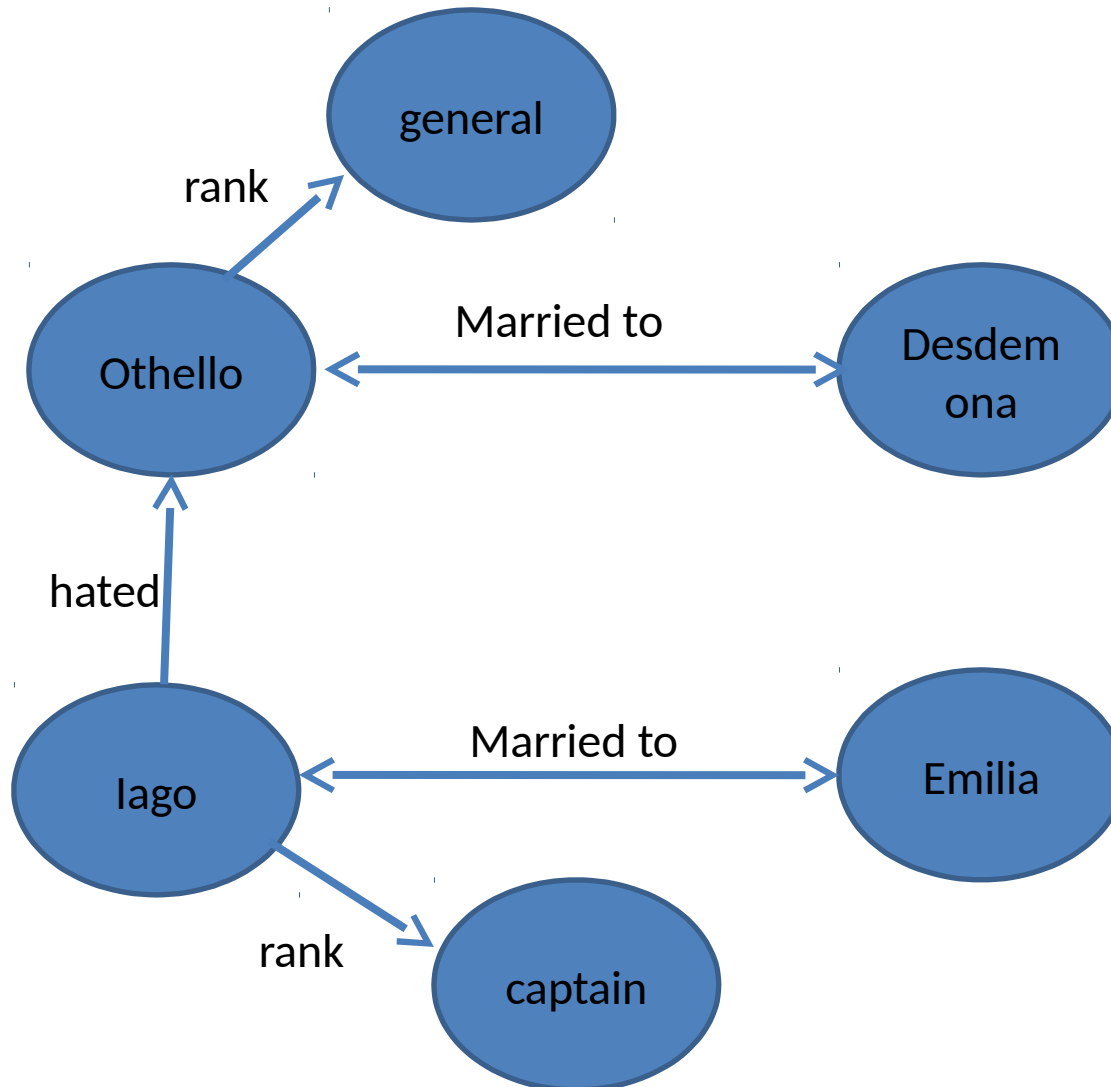 general
rank
Married to
Othello
Desdem
ona
hated
Married to
Iago
Emilia
rank
captain